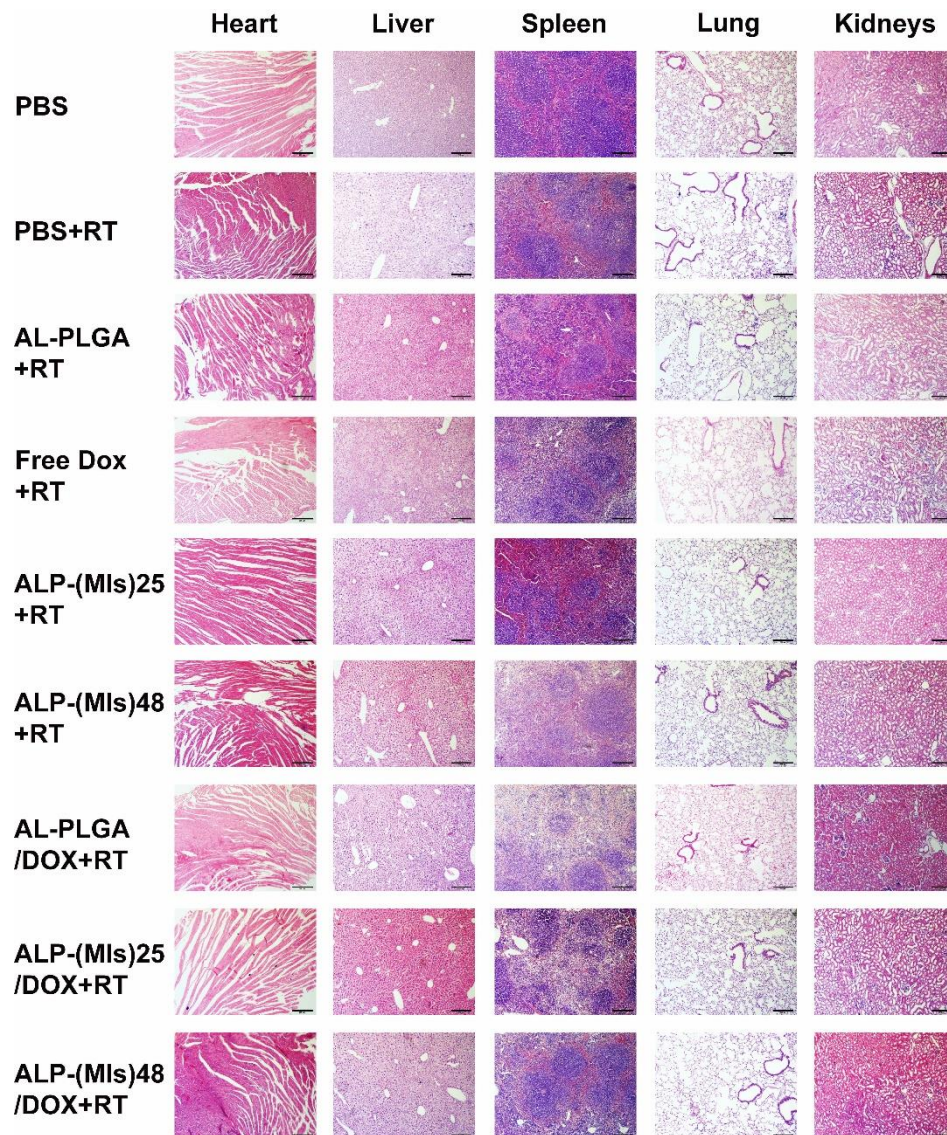 Heart Liver Spleen Lung Kidneys
PBS
PBS+RT
AL-PLGA
+RT
Free Dox
+RT
ALP-(MIs)25
+RT
ALP-(MIs)48
+RT
AL-PLGA
/DOX+RT
ALP-(MIs)25
/DOX+RT
ALP-(MIs)48
/DOX+RT